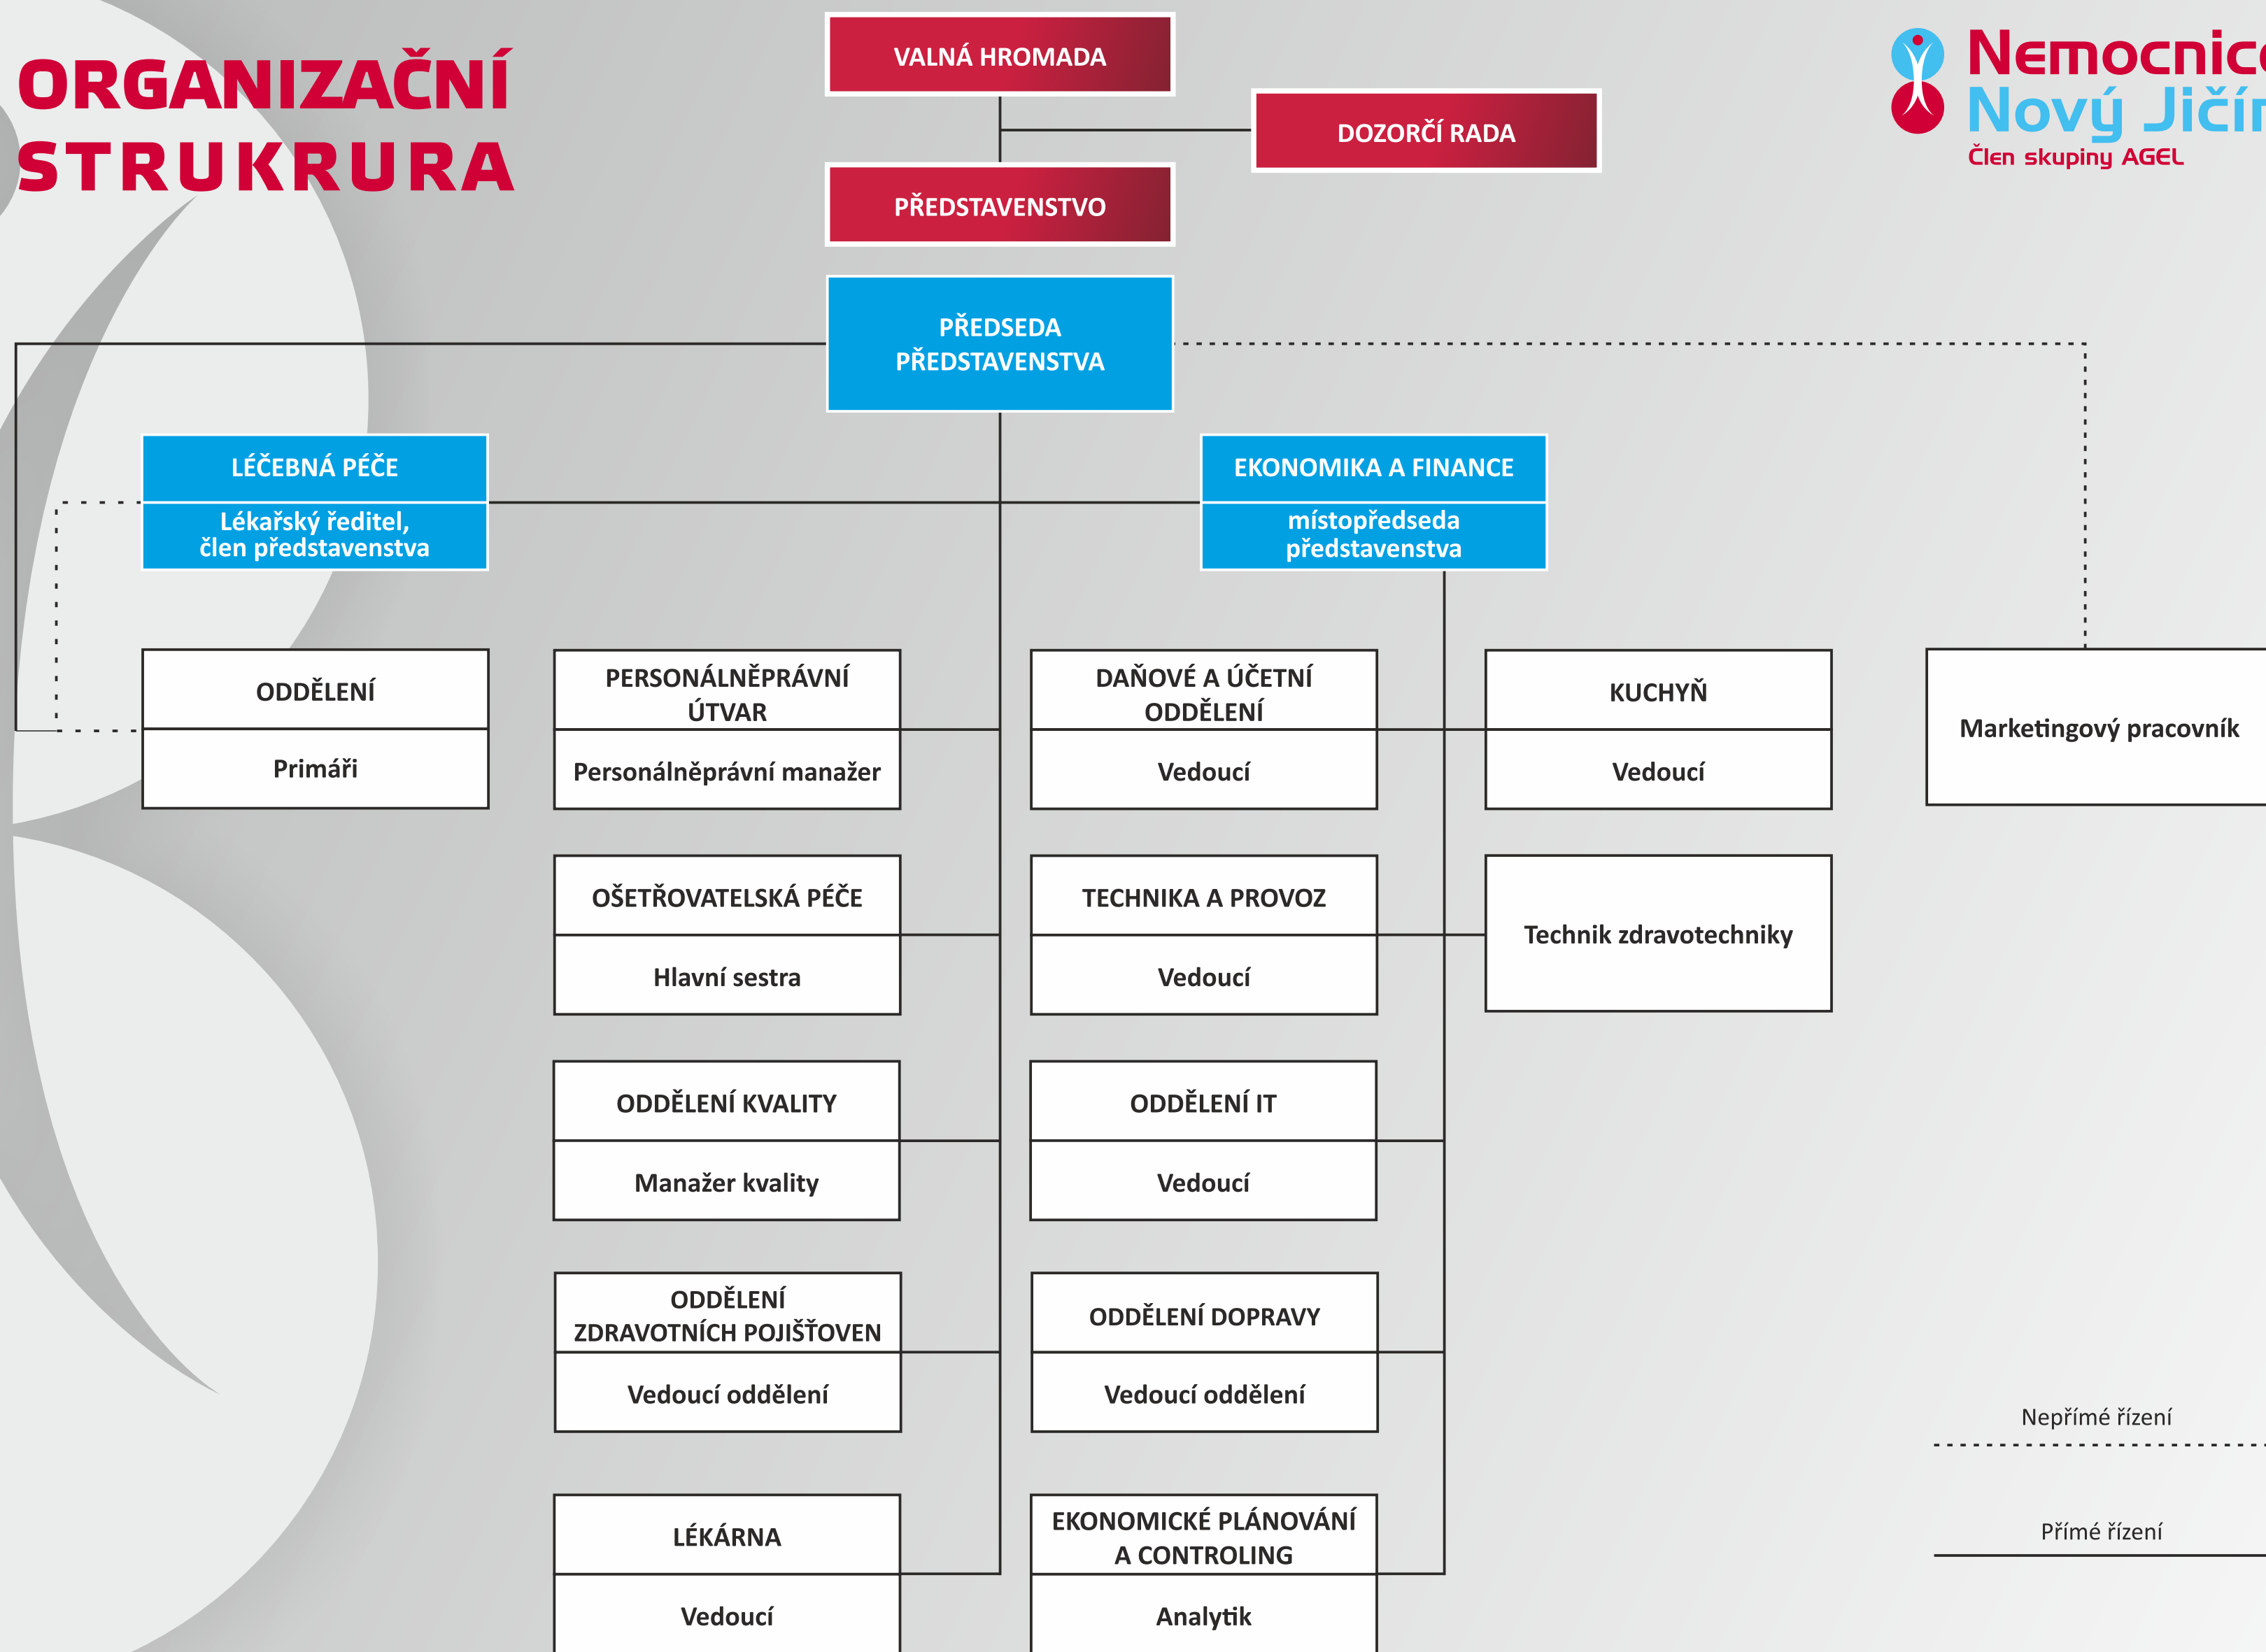 ORGANIZAČNÍ
STRUKRURA
VALNÁ HROMADA
DOZORČÍ RADA
PŘEDSTAVENSTVO
Nemocnice
Nový Jičín
Člen skupiny AGEL
PŘEDSEDA
PŘEDSTAVENSTVA
LÉČEBNÁ PÉČE
Lékařský ředitel,
člen představenstva
EKONOMIKA A FINANCE
místopředseda
představenstva
ODDĚLENÍ
Primáři
PERSONÁLNĚPRÁVNÍ
ÚTVAR
Personálněprávní manažer
DAŇOVÉ A ÚČETNÍ
ODDĚLENÍ
Vedoucí
KUCHYŇ
Vedoucí
Marketingový pracovník
OŠETŘOVATELSKÁ PÉČE
Hlavní sestra
TECHNIKA A PROVOZ
Vedoucí
Technik zdravotechniky
ODDĚLENÍ KVALITY
Manažer kvality
ODDĚLENÍ IT
Vedoucí
ODDĚLENÍ
ZDRAVOTNÍCH POJIŠŤOVEN
Vedoucí oddělení
ODDĚLENÍ DOPRAVY
Vedoucí oddělení
LÉKÁRNA
Vedoucí
EKONOMICKÉ PLÁNOVÁNÍ
A CONTROLING
Analytik
Nepřímé řízení
Přímé řízení